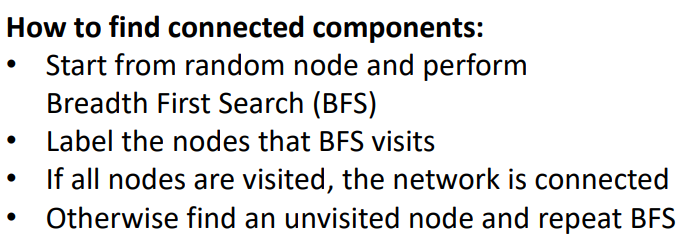 How to find connected components:
• Start from random node and perform
Breadth First Search (BFS)
• Label the nodes that BFS visits
• If all nodes are visited, the network is connected
• Otherwise find an unvisited node and repeat BFS